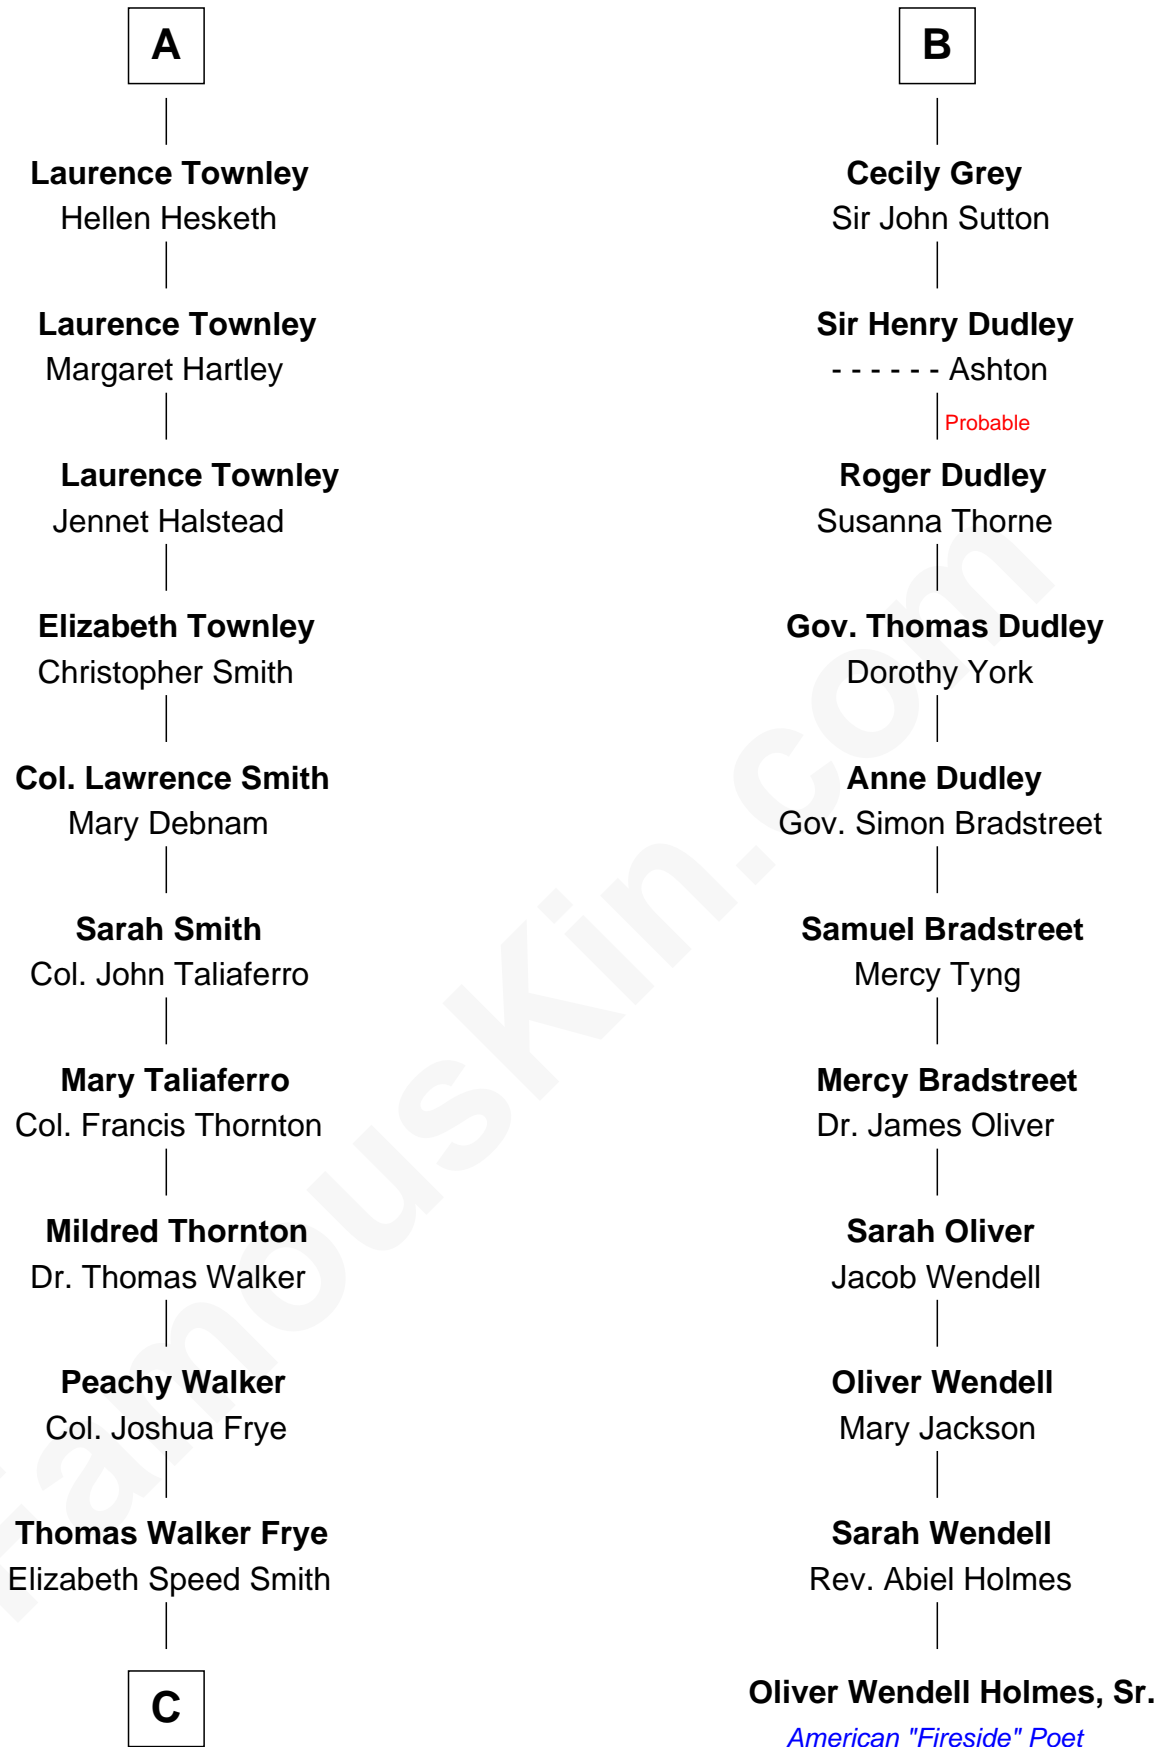 A
Laurence Townley
Hellen Hesketh
Laurence Townley
Margaret Hartley
Laurence Townley
Jennet Halstead
Elizabeth Townley
Christopher Smith
Col. Lawrence Smith
Mary Debnam
Sarah Smith
Col. John Taliaferro
Mary Taliaferro
Col. Francis Thornton
Mildred Thornton
Dr. Thomas Walker
Peachy Walker
Col. Joshua Frye
Thomas Walker Frye
Elizabeth Speed Smith
C
B
Cecily Grey
Sir John Sutton
Sir Henry Dudley
- - - - - - Ashton
Probable
Roger Dudley
Susanna Thorne
Gov. Thomas Dudley
Dorothy York
Anne Dudley
Gov. Simon Bradstreet
Samuel Bradstreet
Mercy Tyng
Mercy Bradstreet
Dr. James Oliver
Sarah Oliver
Jacob Wendell
Oliver Wendell
Mary Jackson
Sarah Wendell
Rev. Abiel Holmes
Oliver Wendell Holmes, Sr.
American "Fireside" Poet
FamousKin.com